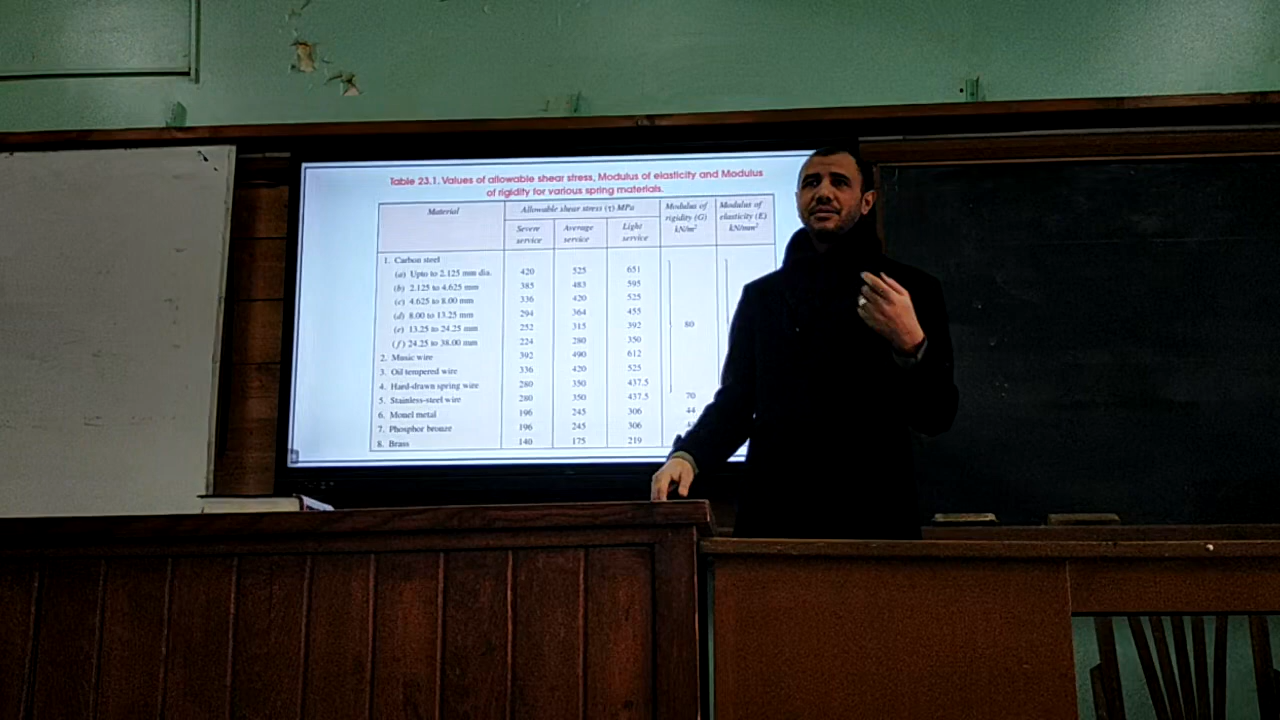 Table 23.1. Values of allowable shear stress, Modulus of elasticity and Modulus
of rigidity for various spring materials.
Material Allowable shear stress (τ) MPa Modulus of rigidity (G) kN/m² Modulus of elasticity (E) kN/mm²
Severe service Average service Light service
1. Carbon steel
(a) Upto to 2.125 mm dia. 420 525 651
(b) 2.125 to 4.625 mm 385 483 595
(c) 4.625 to 8.00 mm 336 420 525
(d) 8.00 to 13.25 mm 294 364 455
(e) 13.25 to 24.25 mm 252 315 392 80
(f) 24.25 to 38.00 mm 224 280 350
2. Music wire 392 490 612
3. Oil tempered wire 336 420 525
4. Hard-drawn spring wire 280 350 437.5
5. Stainless-steel wire 280 350 437.5 70
6. Monel metal 196 245 306 44
7. Phosphor bronze 196 245 306
8. Brass 140 175 219